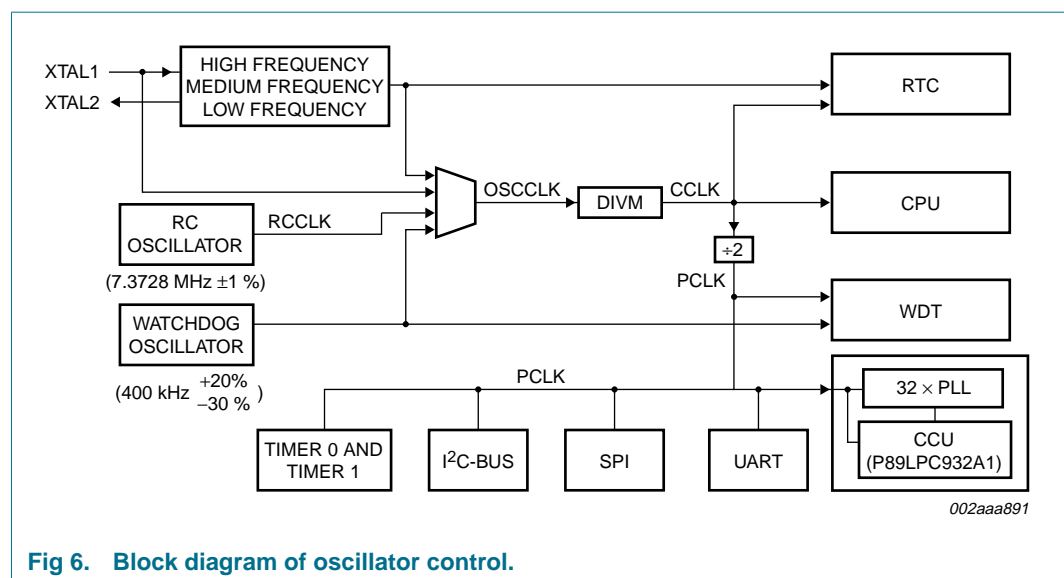 XTAL1
XTAL2
HIGH FREQUENCY
MEDIUM FREQUENCY
LOW FREQUENCY
RTC
OSCCLK
DIVM
CCLK
CPU
RC
OSCILLATOR
RCCLK
(7.3728 MHz ±1 %)
÷2
PCLK
WDT
WATCHDOG
OSCILLATOR
(400 kHz +20% −30 % )
PCLK
32 × PLL
CCU
(P89LPC932A1)
TIMER 0 AND
TIMER 1
I²C-BUS
SPI
UART
002aaa891
Fig 6. Block diagram of oscillator control.